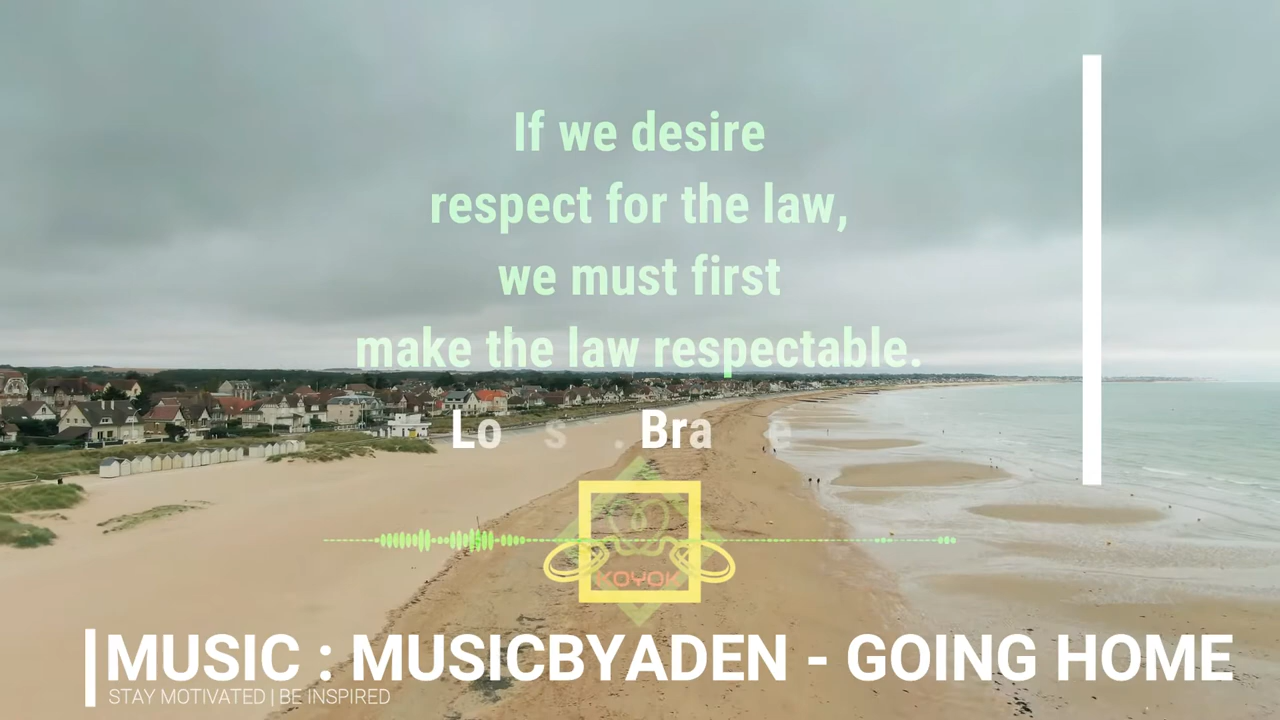 If we desire
respect for the law,
we must first
make the law respectable.
KOYOK
MUSIC : MUSICBYADEN - GOING HOME
STAY MOTIVATED | BE INSPIRED